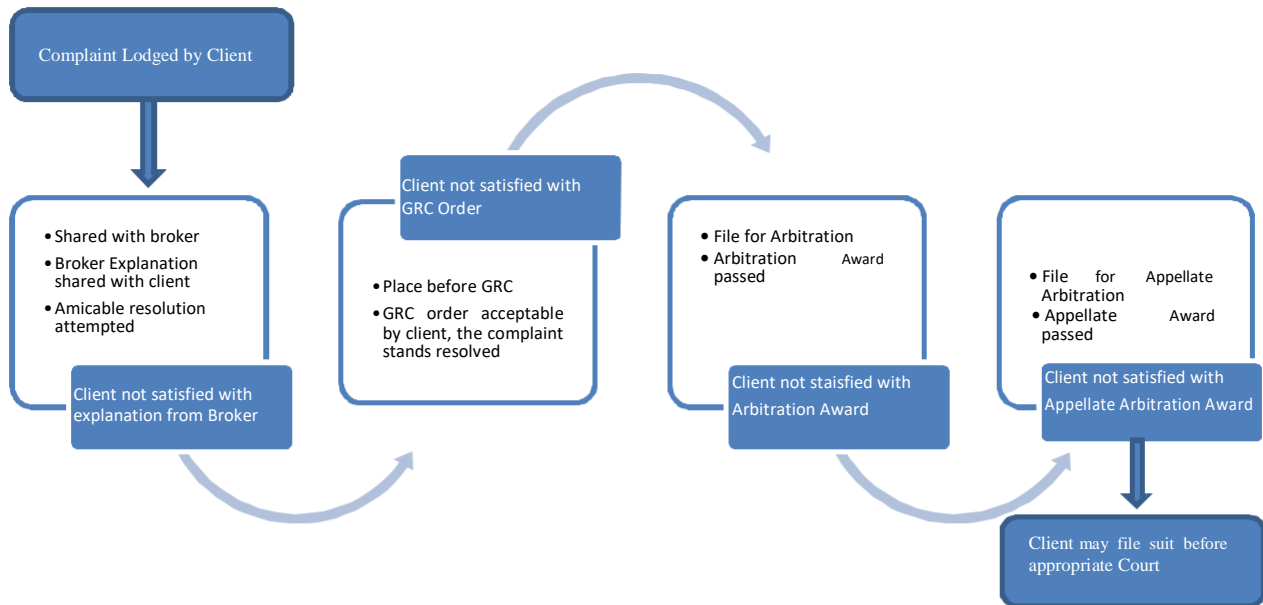 Complaint Lodged by Client
• Shared with broker
• Broker Explanation
shared with client
• Amicable resolution
attempted
Client not satisfied with
explanation from Broker
Client not satisfied with
GRC Order
• Place before GRC
• GRC order acceptable
by client, the complaint
stands resolved
• File for Arbitration
• Arbitration Award
passed
Client not staisfied with
Arbitration Award
• File for Appellate
Arbitration
• Appellate Award
passed
Client not satisfied with
Appellate Arbitration Award
Client may file suit before
appropriate Court